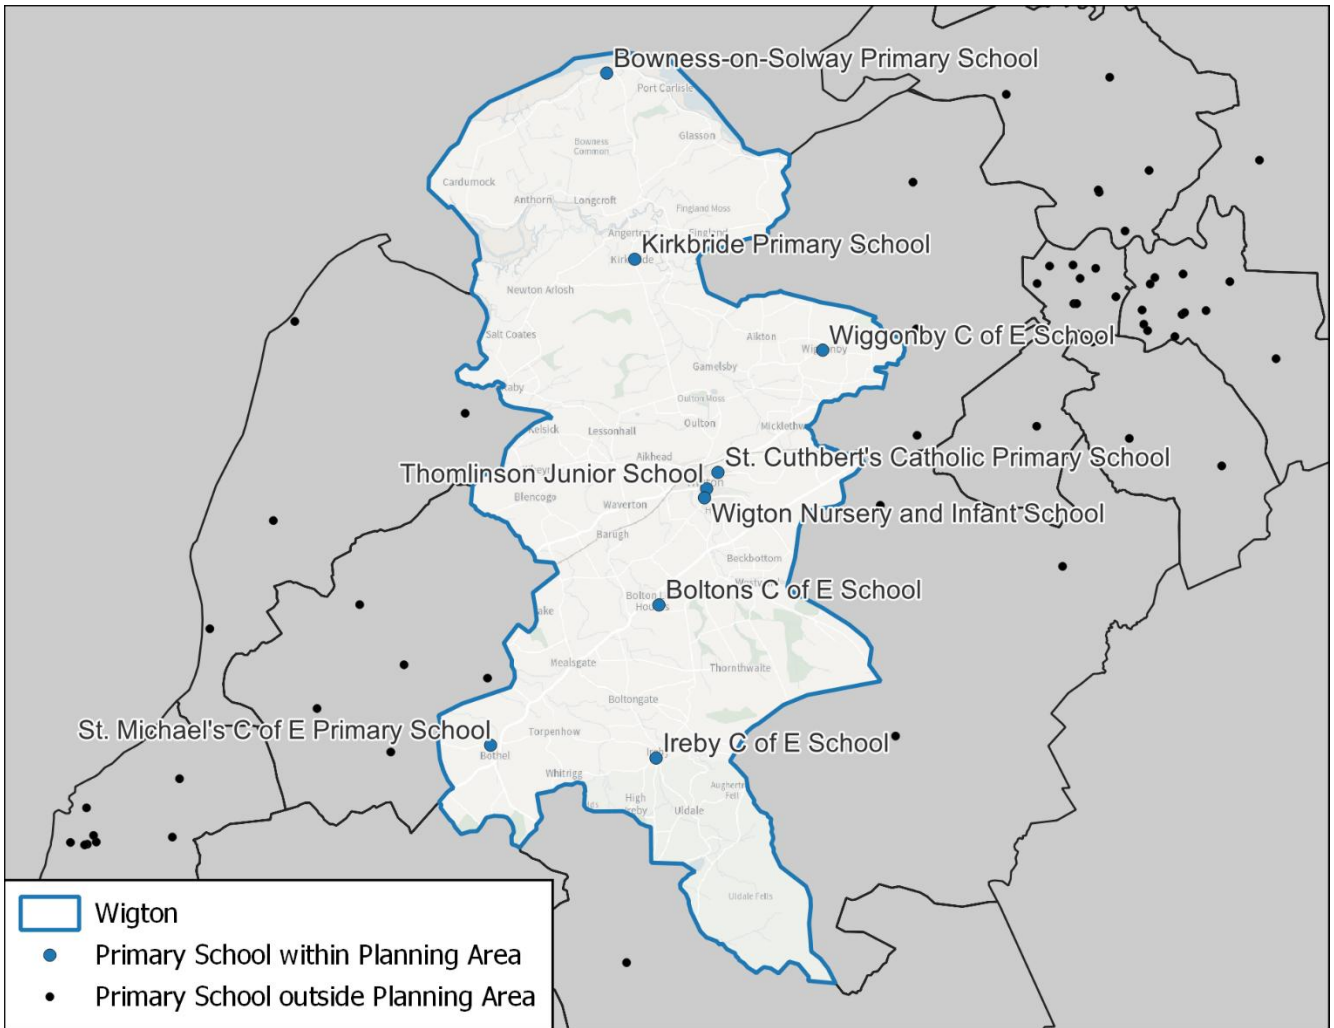 Bowness-on-Solway Primary School
Port Carlisle
Glasson
Bowness
Common
Cardurnock
Anthorn
Longcroft
Fingland Moss
Kirkbride Primary School
Newton Arlosh
Salt Coates
Aikton
Wiggonby C of E School
Gamelsby
Oulton Moss
Oulton
Lessonhall
Aikhead
St. Cuthbert's Catholic Primary School
Thomlinson Junior School
Blencogo
Waverton
Wigton Nursery and Infant School
Barugh
Beckbottom
Boltons C of E School
Mealsgate
Thornthwaite
Boltongate
St. Michael's C of E Primary School
Torpenhow
Bothel
Ireby C of E School
Whitrigg
High
Uldale
Fell
Uldale Fells
Wigton
Primary School within Planning Area
Primary School outside Planning Area